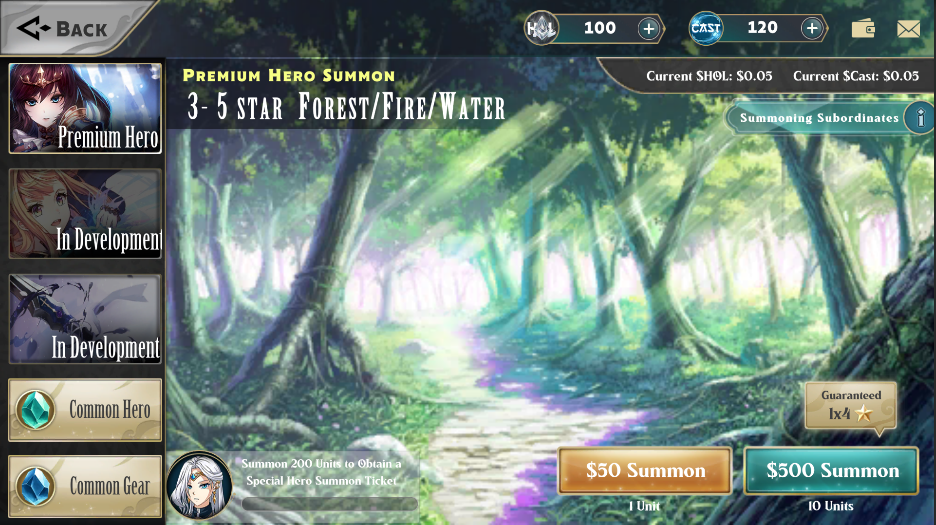 BACK
HOL
100
+
CAST
120
+
Current $HOL: $0.05 Current $Cast: $0.05
PREMIUM HERO SUMMON
3- 5 STAR FOREST/FIRE/WATER
Summoning Subordinates
i
Premium Hero
In Development
In Development
Common Hero
Common Gear
Guaranteed
1x4
Summon 200 Units to Obtain a
Special Hero Summon Ticket
$50 Summon
1 Unit
$500 Summon
10 Units